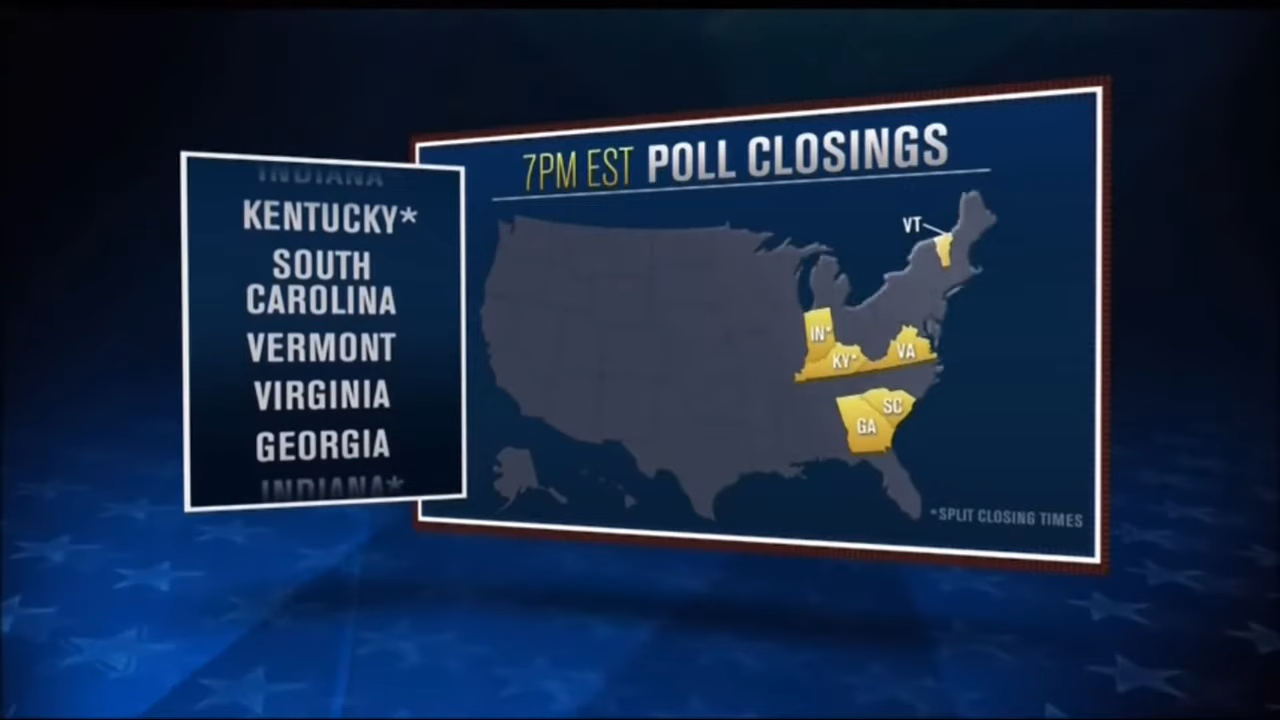 7PM EST POLL CLOSINGS
INDIANA
KENTUCKY*
SOUTH
CAROLINA
VERMONT
VIRGINIA
GEORGIA
INDIANA*
VT
IN*
KY*
VA
SC
GA
*SPLIT CLOSING TIMES